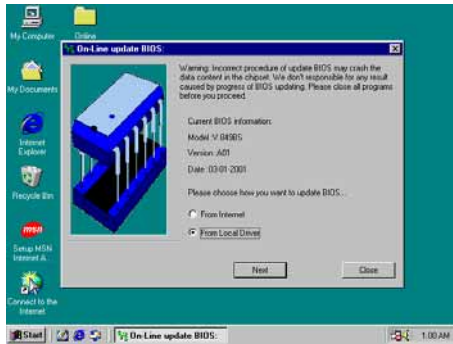 My Computer
Online
On-Line update BIOS:
Warning: Incorrect procedure of update BIOS may crash the
data content in the chipset. We don't responsible for any result
caused by progress of BIOS updating. Please close all programs
before you proceed.
My Documents
Current BIOS information:
Model :V.849BS
Version :A01
Date :03-01-2001
Internet
Explorer
Please choose how you want to update BIOS...
Recycle Bin
From Internet
From Local Driver
msn
Setup MSN
Internet A...
Next
Close
Connect to the
Internet
Start
On-Line update BIOS:
1:00 AM